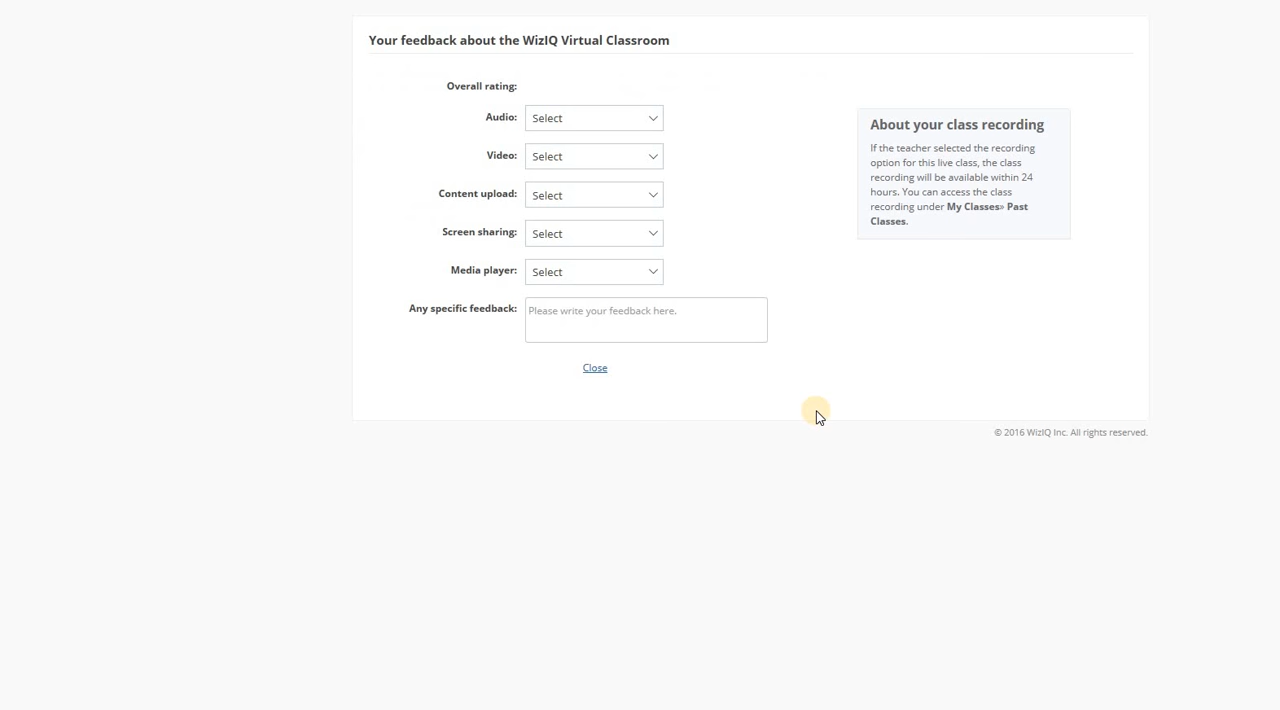 Your feedback about the WizIQ Virtual Classroom
Overall rating:
Audio: Select
Video: Select
Content upload: Select
Screen sharing: Select
Media player: Select
Any specific feedback: Please write your feedback here.
Close
About your class recording
If the teacher selected the recording
option for this live class, the class
recording will be available within 24
hours. You can access the class
recording under My Classes» Past
Classes.
© 2016 WizIQ Inc. All rights reserved.